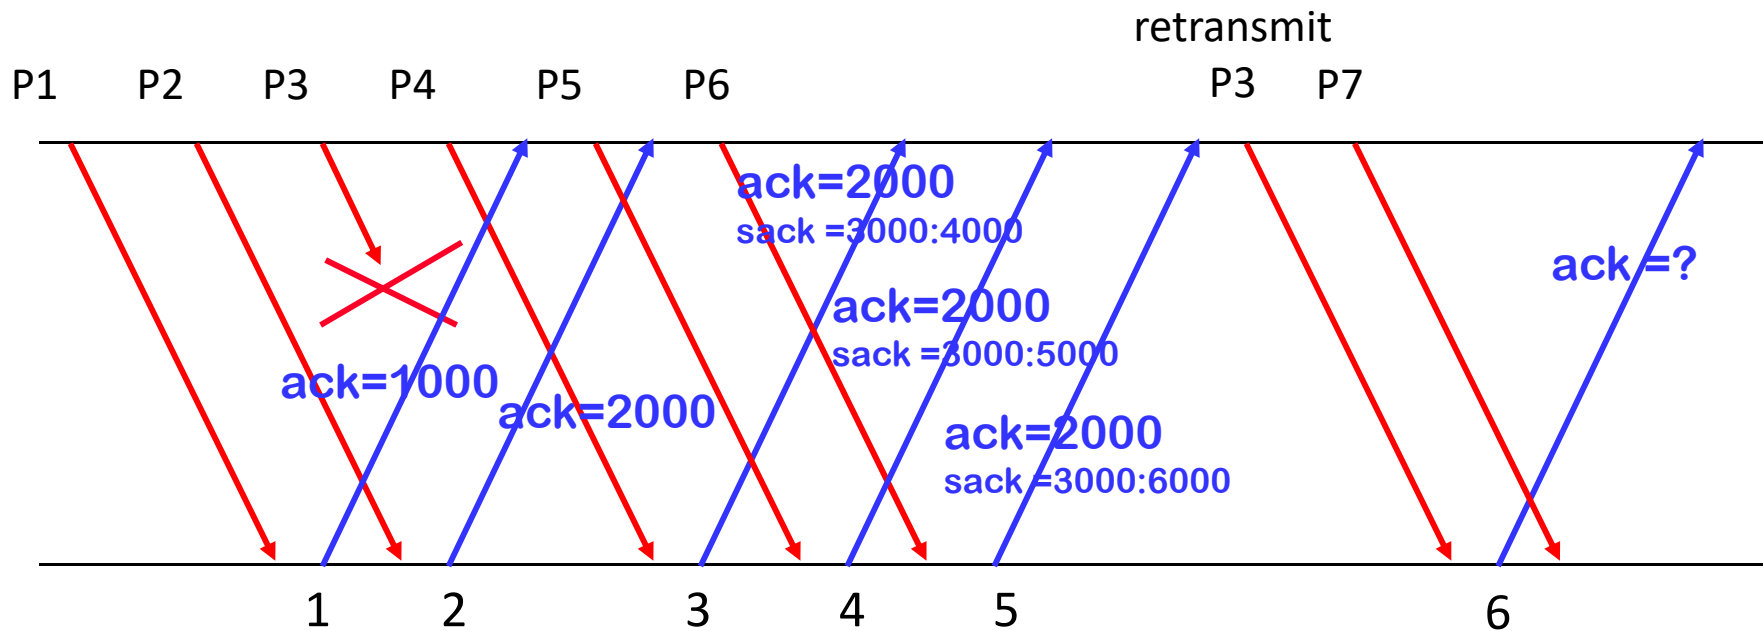 retransmit
P1 P2 P3 P4 P5 P6 P3 P7
ack=2000
sack =3000:4000
ack =?
ack=2000
sack =3000:5000
ack=1000
ack=2000
ack=2000
sack =3000:6000
1 2 3 4 5 6